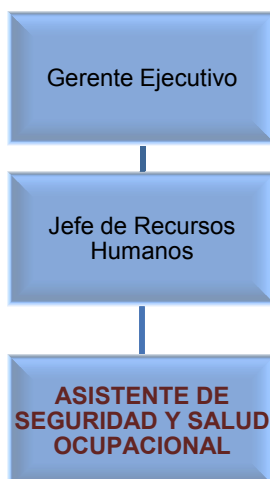 Gerente Ejecutivo
Jefe de Recursos
Humanos
ASISTENTE DE
SEGURIDAD Y SALUD
OCUPACIONAL